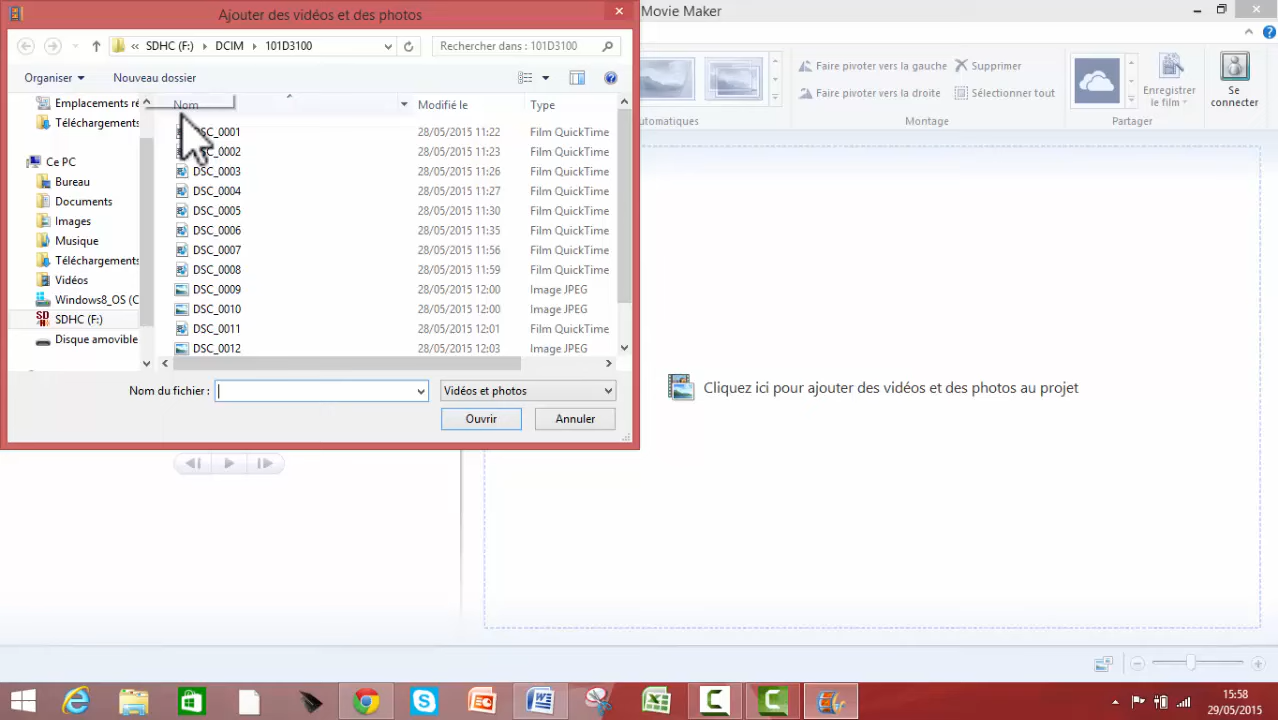 Ajouter des vidéos et des photos
Movie Maker
« SDHC (F:) DCIM 101D3100
Rechercher dans : 101D3100
Organiser
Nouveau dossier
Faire pivoter vers la gauche
Supprimer
Faire pivoter vers la droite
Sélectionner tout
Enregistrer
le film
Se
connecter
Montage
Partager
Nom
Modifié le
Type
Emplacements ré
Téléchargements
Ce PC
Bureau
Documents
Images
Musique
Téléchargements
Vidéos
Windows8_OS (C
SDHC (F:)
Disque amovible
DSC_0001 28/05/2015 11:22 Film QuickTime
DSC_0002 28/05/2015 11:23 Film QuickTime
DSC_0003 28/05/2015 11:26 Film QuickTime
DSC_0004 28/05/2015 11:27 Film QuickTime
DSC_0005 28/05/2015 11:30 Film QuickTime
DSC_0006 28/05/2015 11:35 Film QuickTime
DSC_0007 28/05/2015 11:56 Film QuickTime
DSC_0008 28/05/2015 11:59 Film QuickTime
DSC_0009 28/05/2015 12:00 Image JPEG
DSC_0010 28/05/2015 12:00 Image JPEG
DSC_0011 28/05/2015 12:01 Film QuickTime
DSC_0012 28/05/2015 12:03 Image JPEG
Nom du fichier :
Vidéos et photos
Ouvrir
Annuler
Cliquez ici pour ajouter des vidéos et des photos au projet
15:58
29/05/2015